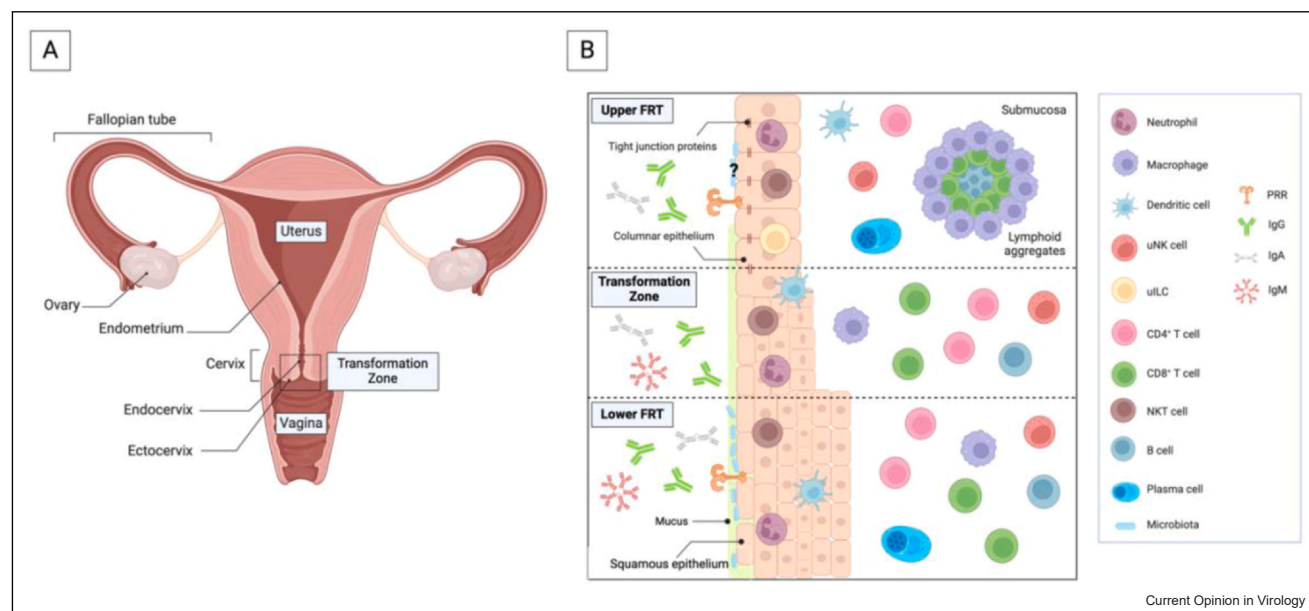 A
Fallopian tube
Uterus
Ovary
Endometrium
Cervix
Transformation
Zone
Endocervix
Vagina
Ectocervix
B
Upper FRT
Submucosa
Tight junction proteins
?
Columnar epithelium
Lymphoid
aggregates
Transformation
Zone
Lower FRT
Mucus
Squamous epithelium
Neutrophil
Macrophage
Dendritic cell
uNK cell
uILC
CD4⁺ T cell
CD8⁺ T cell
NKT cell
B cell
Plasma cell
Microbiota
PRR
IgG
IgA
IgM
Current Opinion in Virology